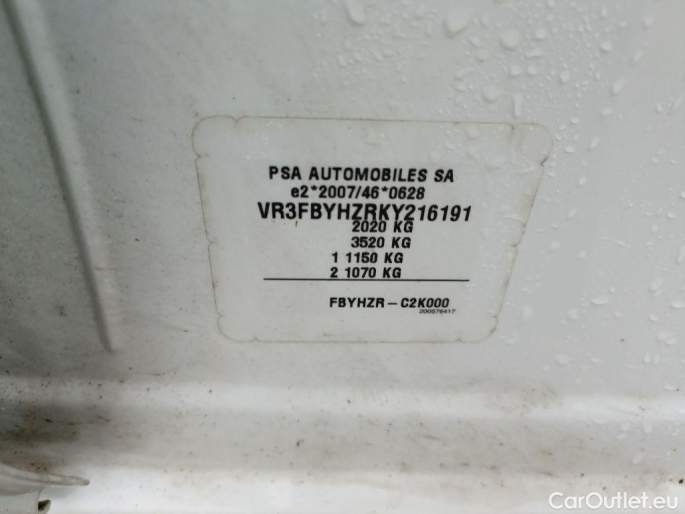 PSA AUTOMOBILES SA
e2*2007/46*0628
VR3FBYHZRKY216191
2020 KG
3520 KG
1 1150 KG
2 1070 KG
FBYHZR – C2K000
200576417
CarOutlet.eu